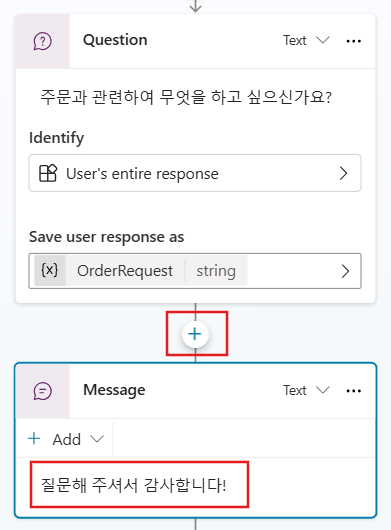 Question
Text
주문과 관련하여 무엇을 하고 싶으신가요?
Identify
User's entire response
Save user response as
{x} OrderRequest string
Message
Text
+ Add
질문해 주셔서 감사합니다!